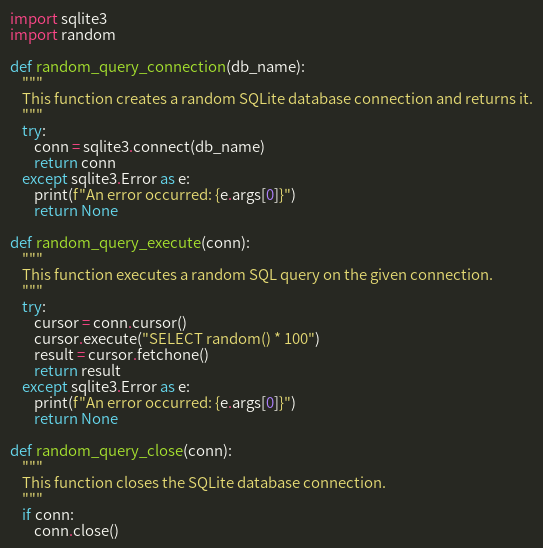 import sqlite3
import random

def random_query_connection(db_name):
    """
    This function creates a random SQLite database connection and returns it.
    """
    try:
        conn = sqlite3.connect(db_name)
        return conn
    except sqlite3.Error as e:
        print(f"An error occurred: {e.args[0]}")
        return None

def random_query_execute(conn):
    """
    This function executes a random SQL query on the given connection.
    """
    try:
        cursor = conn.cursor()
        cursor.execute("SELECT random() * 100")
        result = cursor.fetchone()
        return result
    except sqlite3.Error as e:
        print(f"An error occurred: {e.args[0]}")
        return None

def random_query_close(conn):
    """
    This function closes the SQLite database connection.
    """
    if conn:
        conn.close()